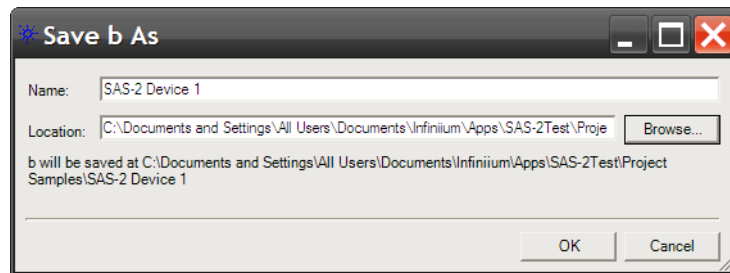 Save b As
Name: SAS-2 Device 1
Location: C:\Documents and Settings\All Users\Documents\Infiniium\Apps\SAS-2Test\Proje Browse...
b will be saved at C:\Documents and Settings\All Users\Documents\Infiniium\Apps\SAS-2Test\Project
Samples\SAS-2 Device 1
OK Cancel